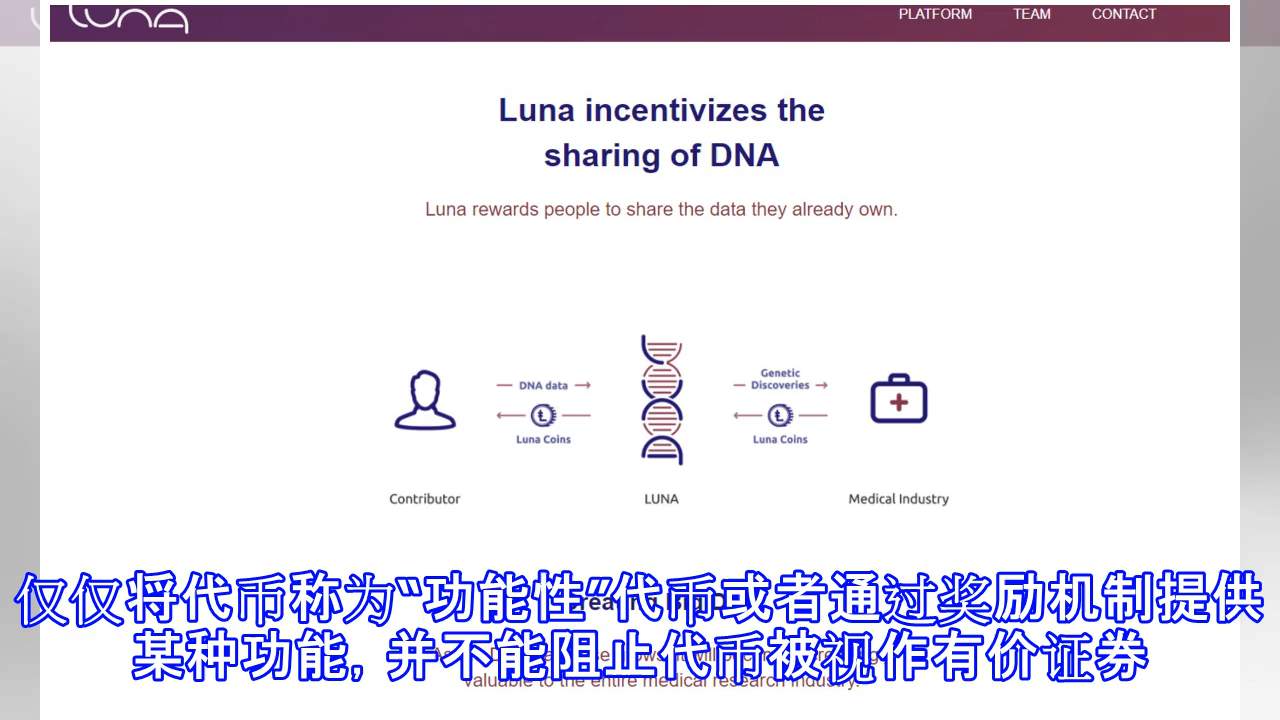 Luna
PLATFORM TEAM CONTACT
Luna incentivizes the
sharing of DNA
Luna rewards people to share the data they already own.
DNA data
Luna Coins
Genetic
Discoveries
Luna Coins
Contributor LUNA Medical Industry
仅仅将代币称为“功能性”代币或者通过奖励机制提供
某种功能, 并不能阻止代币被视作有价证券
valuable to the entire medical research industry.